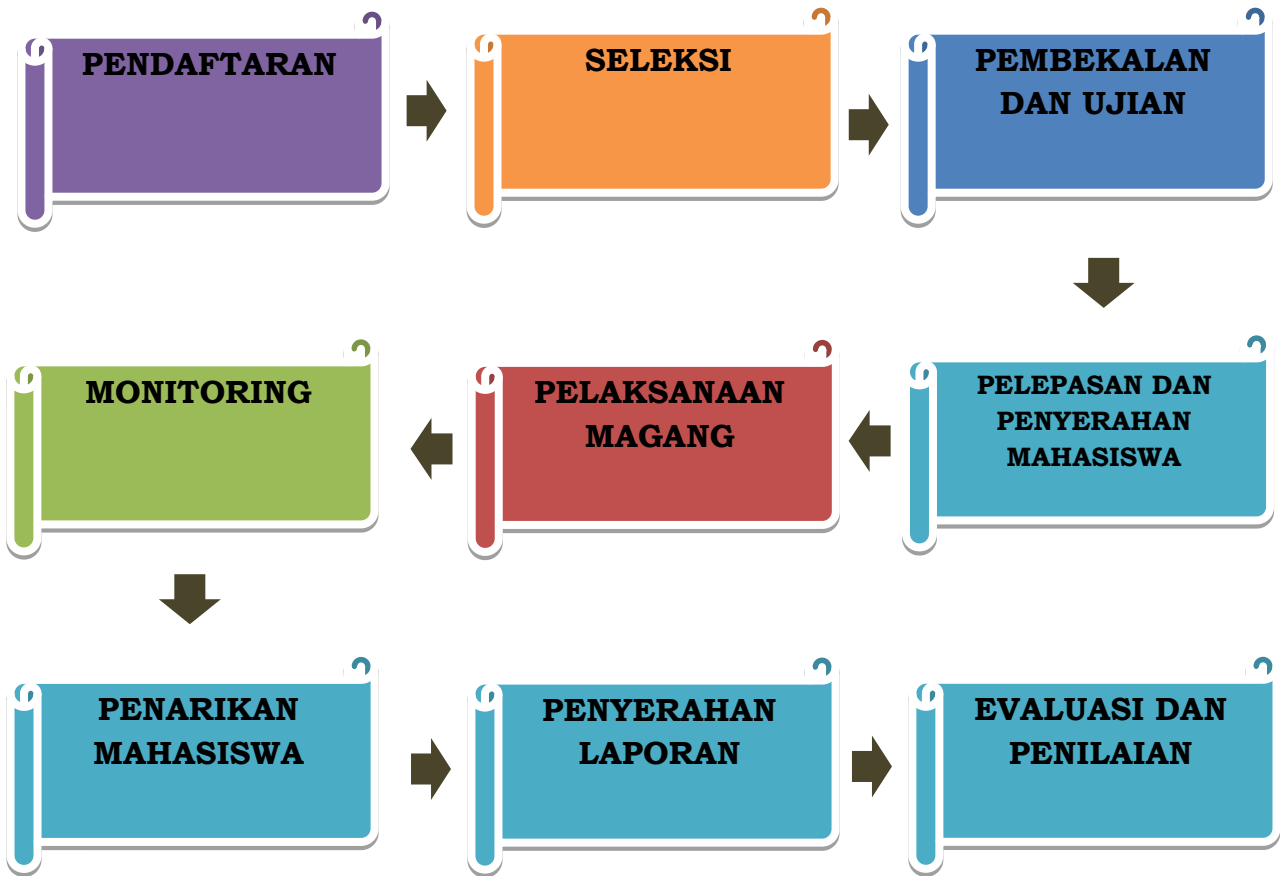 PENDAFTARAN
SELEKSI
PEMBEKALAN
DAN UJIAN
PELEPASAN DAN
PENYERAHAN
MAHASISWA
PELAKSANAAN
MAGANG
MONITORING
PENARIKAN
MAHASISWA
PENYERAHAN
LAPORAN
EVALUASI DAN
PENILAIAN